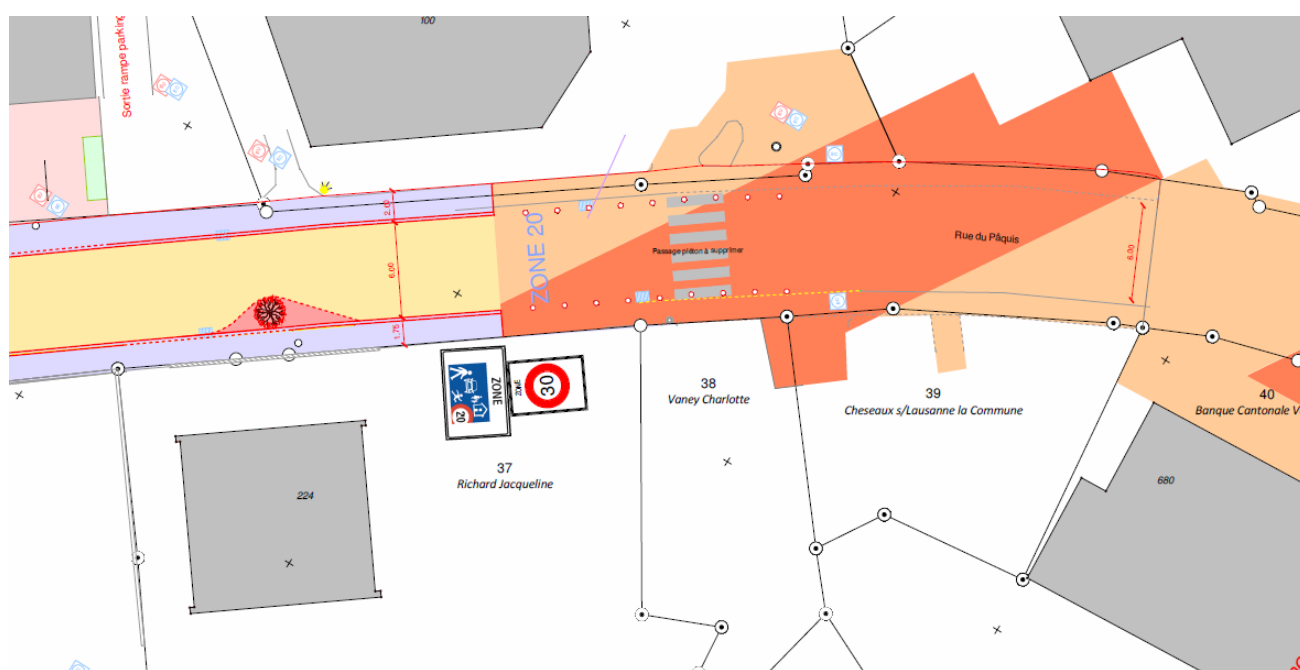 100
Sortie rampe parking
ZONE 20
Passage piéton à supprimer
Rue du Pâquis
6.00
6.00
1.75
ZONE
20
ZONE
30
38
Vaney Charlotte
39
Cheseaux s/Lausanne la Commune
40
Banque Cantonale V
37
Richard Jacqueline
224
680